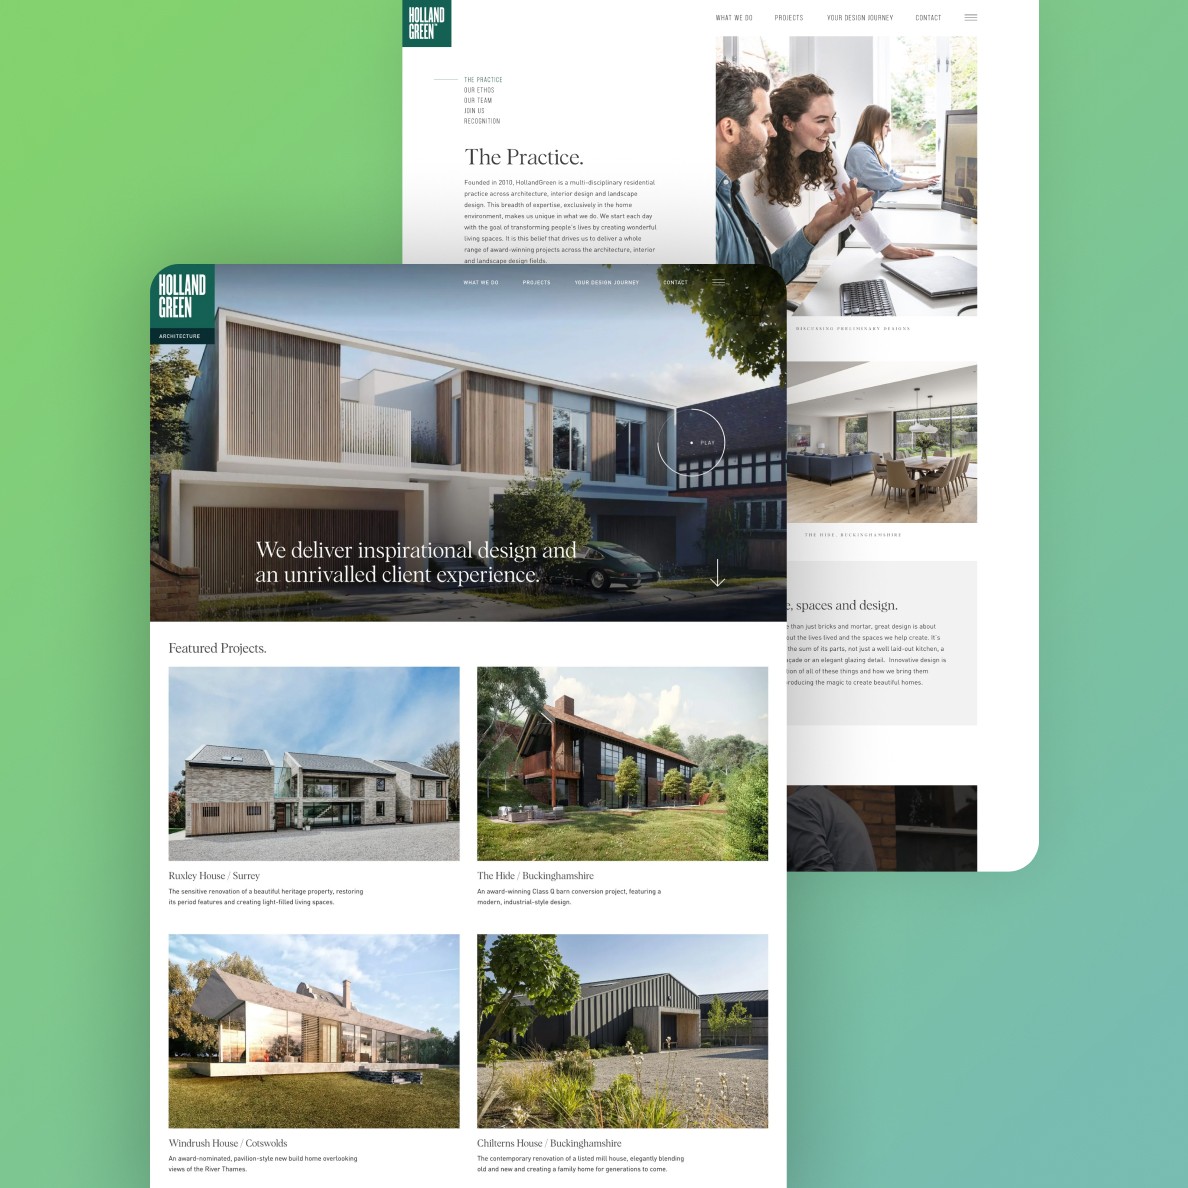 HOLLAND
GREEN™
WHAT WE DO
PROJECTS
YOUR DESIGN JOURNEY
CONTACT
THE PRACTICE
OUR ETHOS
OUR TEAM
JOIN US
RECOGNITION
The Practice.
Founded in 2010, HollandGreen is a multi-disciplinary residential
practice across architecture, interior design and landscape
design. This breadth of expertise, exclusively in the home
environment, makes us unique in what we do. We start each day
with the goal of transforming people's lives by creating wonderful
living spaces. It is this belief that drives us to deliver a whole
range of award-winning projects across the architecture, interior
and landscape design fields.
DISCUSSING PRELIMINARY DESIGNS
THE HIDE, BUCKINGHAMSHIRE
e, spaces and design.
e than just bricks and mortar, great design is about
out the lives lived and the spaces we help create. It's
the sum of its parts, not just a well laid-out kitchen, a
açade or an elegant glazing detail. Innovative design is
tion of all of these things and how we bring them
producing the magic to create beautiful homes.
HOLLAND
GREEN
ARCHITECTURE
WHAT WE DO
PROJECTS
YOUR DESIGN JOURNEY
CONTACT
PLAY
We deliver inspirational design and
an unrivalled client experience.
Featured Projects.
Ruxley House / Surrey
The sensitive renovation of a beautiful heritage property, restoring
its period features and creating light-filled living spaces.
The Hide / Buckinghamshire
An award-winning Class Q barn conversion project, featuring a
modern, industrial-style design.
Windrush House / Cotswolds
An award-nominated, pavilion-style new build home overlooking
views of the River Thames.
Chilterns House / Buckinghamshire
The contemporary renovation of a listed mill house, elegantly blending
old and new and creating a family home for generations to come.